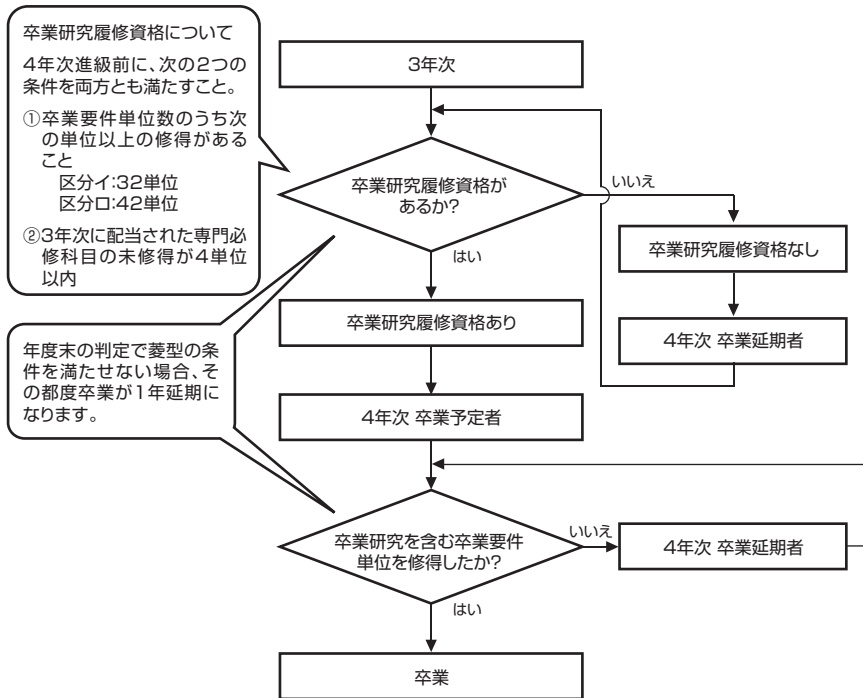 卒業研究履修資格について
4年次進級前に、次の2つの
条件を両方とも満たすこと。
①卒業要件単位数のうち次
の単位以上の修得がある
こと
区分イ:32単位
区分ロ:42単位
②3年次に配当された専門必
修科目の未修得が4単位
以内
3年次
卒業研究履修資格が
あるか?
いいえ
はい
卒業研究履修資格なし
卒業研究履修資格あり
4年次 卒業延期者
年度末の判定で菱型の条
件を満たせない場合、そ
の都度卒業が1年延期に
なります。
4年次 卒業予定者
卒業研究を含む卒業要件
単位を修得したか?
いいえ
4年次 卒業延期者
はい
卒業